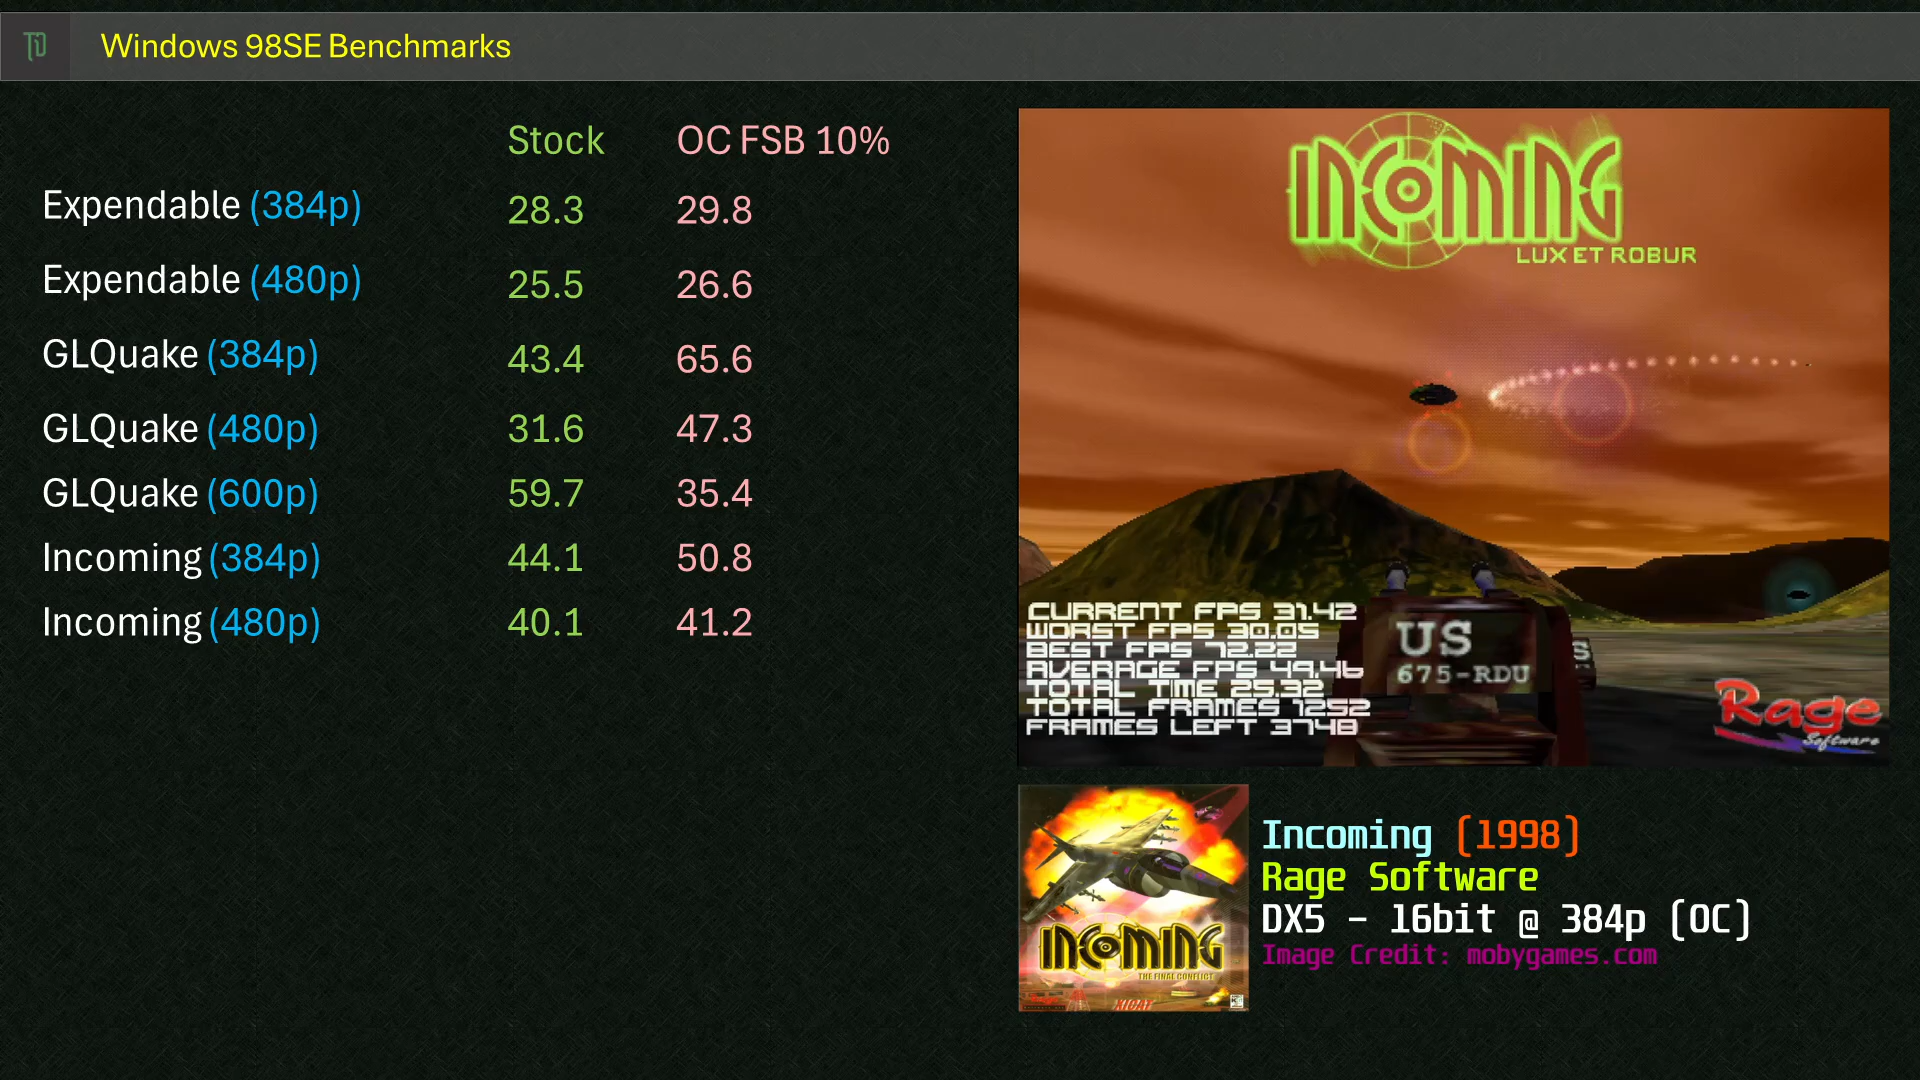 Windows 98SE Benchmarks
Stock OC FSB 10%
Expendable (384p) 28.3 29.8
Expendable (480p) 25.5 26.6
GLQuake (384p) 43.4 65.6
GLQuake (480p) 31.6 47.3
GLQuake (600p) 59.7 35.4
Incoming (384p) 44.1 50.8
Incoming (480p) 40.1 41.2
INCOMING
LUX ET ROBUR
CURRENT FPS 31.42
WORST FPS 30.05
BEST FPS 72.22
AVERAGE FPS 49.46
TOTAL TIME 25.32
TOTAL FRAMES 1252
FRAMES LEFT 3748
US
675-RDU
S
Rage
Software
INCOMING
THE FINAL CONFLICT
XICAT
Incoming (1998)
Rage Software
DX5 - 16bit @ 384p (OC)
Image Credit: mobygames.com